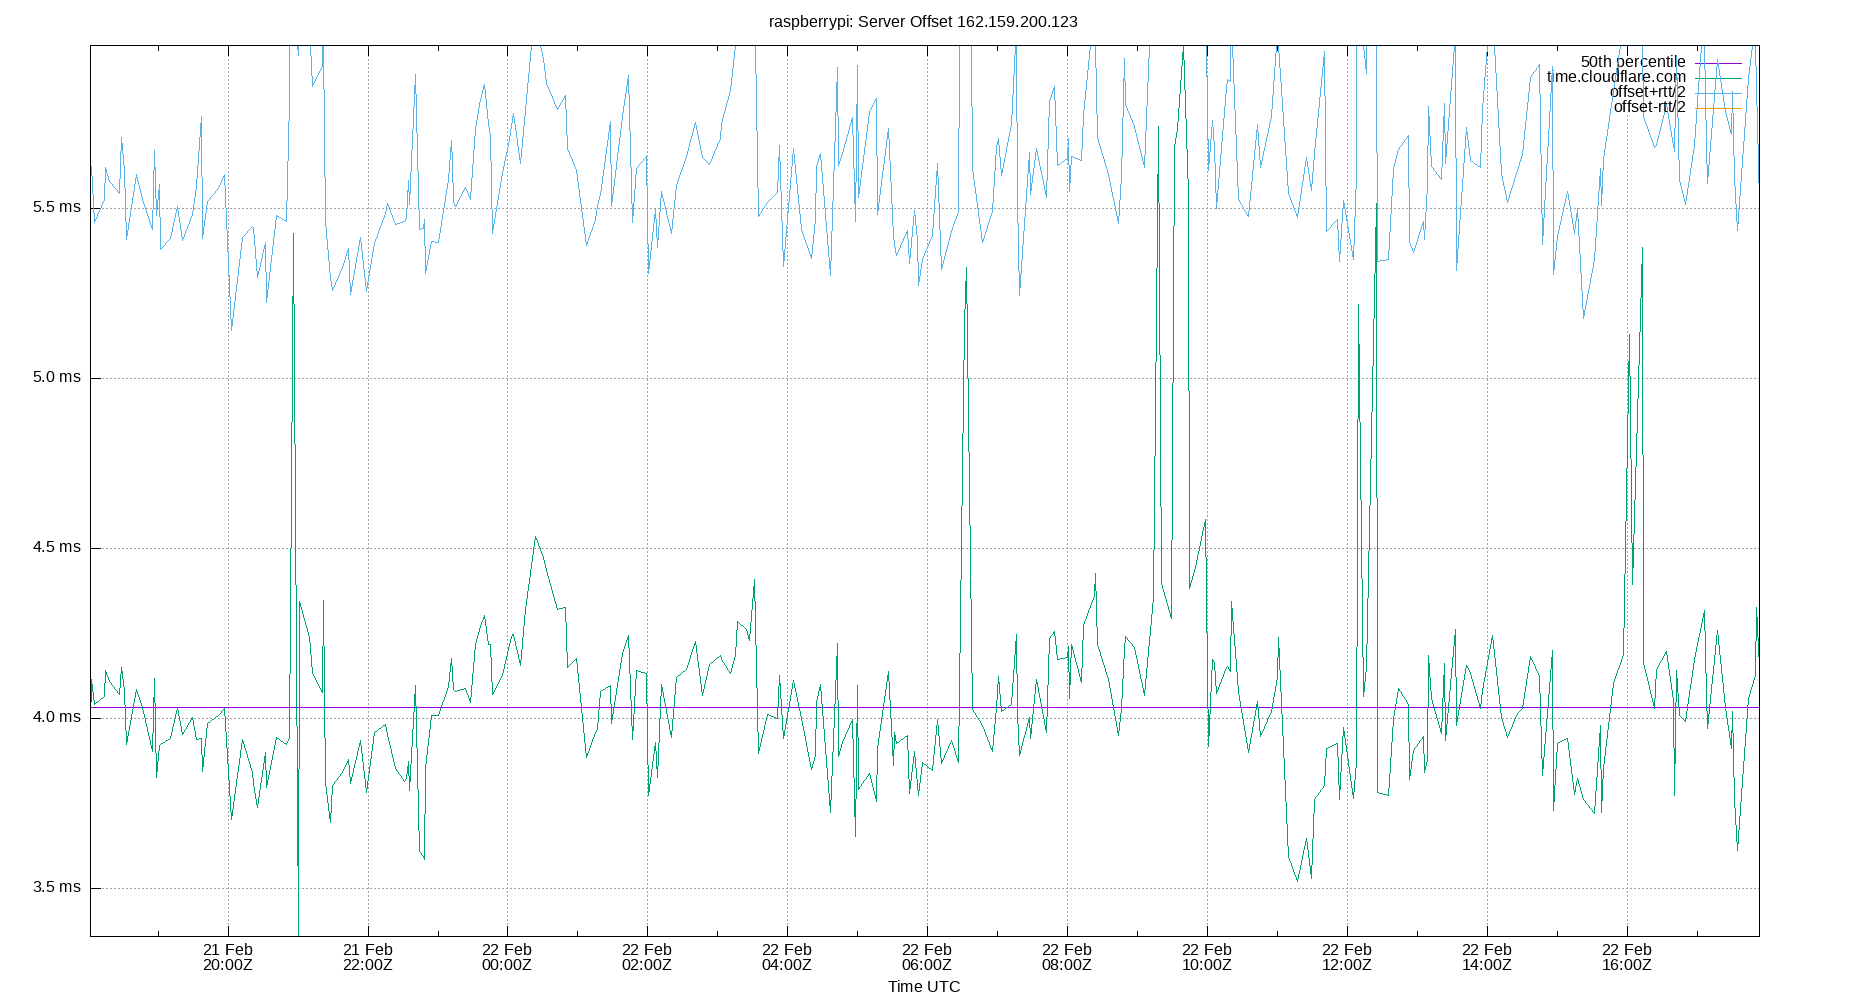 raspberrypi: Server Offset 162.159.200.123
50th percentile
time.cloudflare.com
offset+rtt/2
offset-rtt/2
5.5 ms
5.0 ms
4.5 ms
4.0 ms
3.5 ms
21 Feb 21 Feb 22 Feb 22 Feb 22 Feb 22 Feb 22 Feb 22 Feb 22 Feb 22 Feb 22 Feb
20:00Z 22:00Z 00:00Z 02:00Z 04:00Z 06:00Z 08:00Z 10:00Z 12:00Z 14:00Z 16:00Z
Time UTC